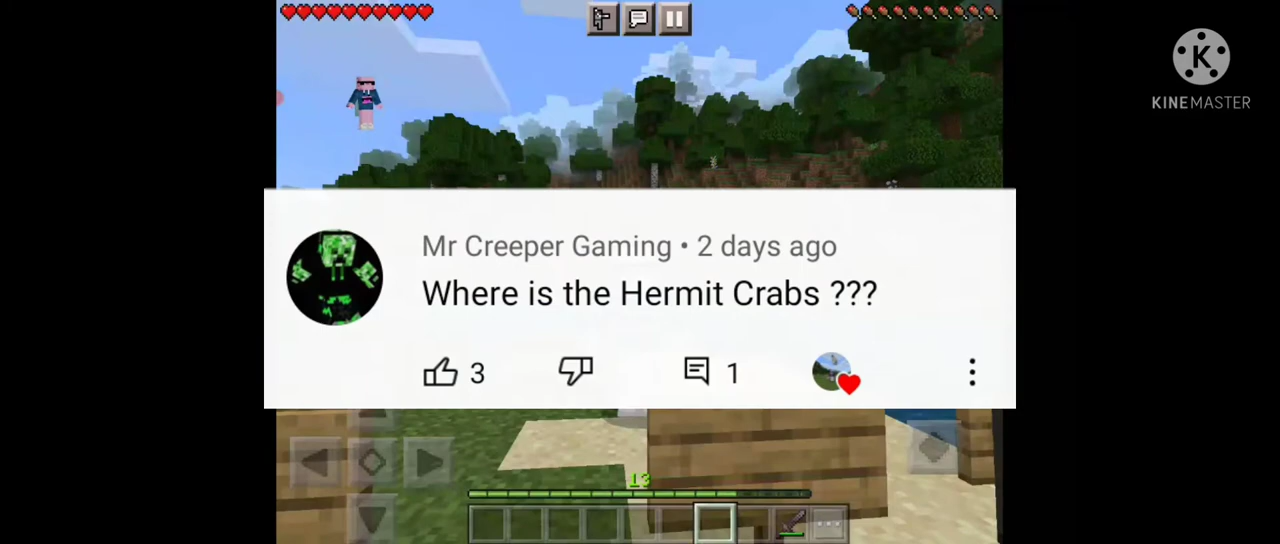 KINEMASTER
Mr Creeper Gaming • 2 days ago
Where is the Hermit Crabs ???
3
1
13